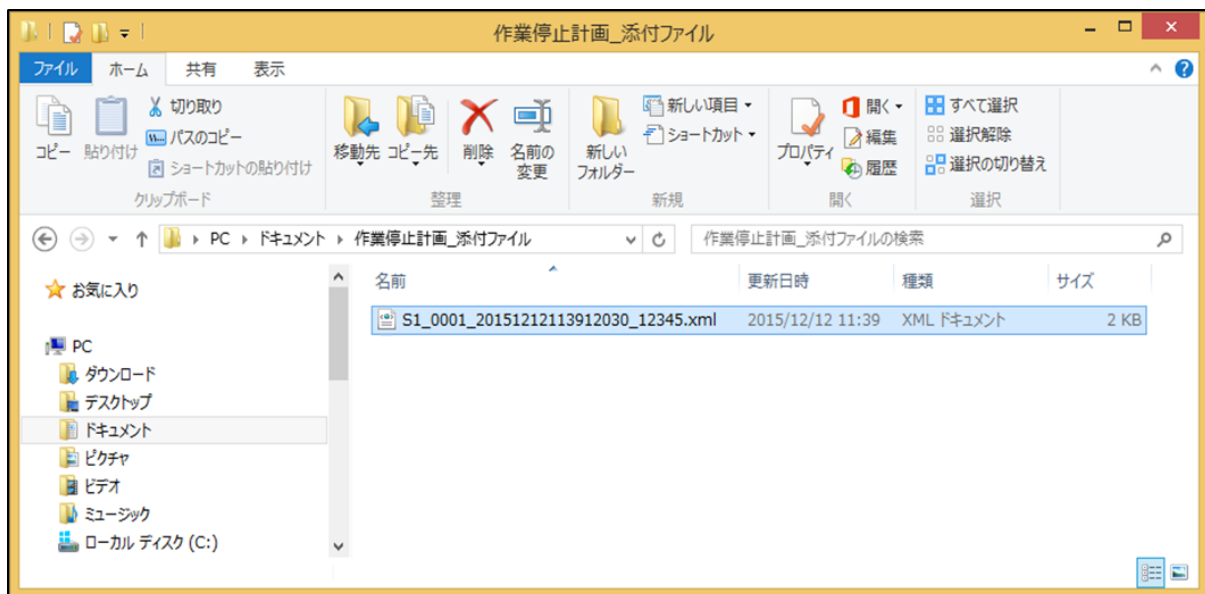 作業停止計画_添付ファイル
ファイル ホーム 共有 表示
コピー
貼り付け
切り取り
パスのコピー
ショートカットの貼り付け
クリップボード
移動先
コピー先
削除
名前の
変更
整理
新しい
フォルダー
新しい項目
ショートカット
新規
プロパティ
開く
編集
履歴
開く
すべて選択
選択解除
選択の切り替え
選択
PC ドキュメント 作業停止計画_添付ファイル
作業停止計画_添付ファイルの検索
お気に入り
PC
ダウンロード
デスクトップ
ドキュメント
ピクチャ
ビデオ
ミュージック
ローカル ディスク (C:)
名前 更新日時 種類 サイズ
S1_0001_20151212113912030_12345.xml 2015/12/12 11:39 XML ドキュメント 2 KB